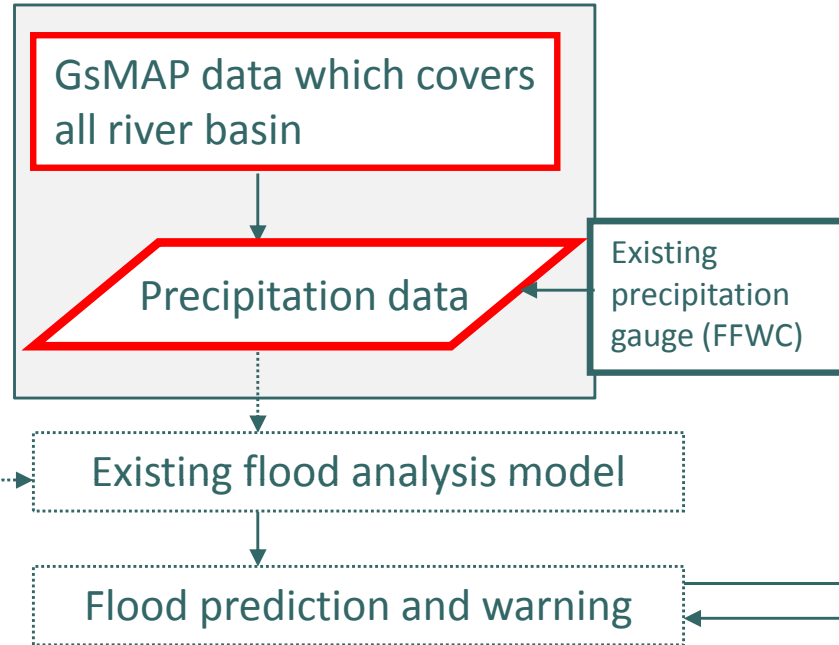 GsMAP data which covers
all river basin
Precipitation data
Existing
precipitation
gauge (FFWC)
Existing flood analysis model
Flood prediction and warning